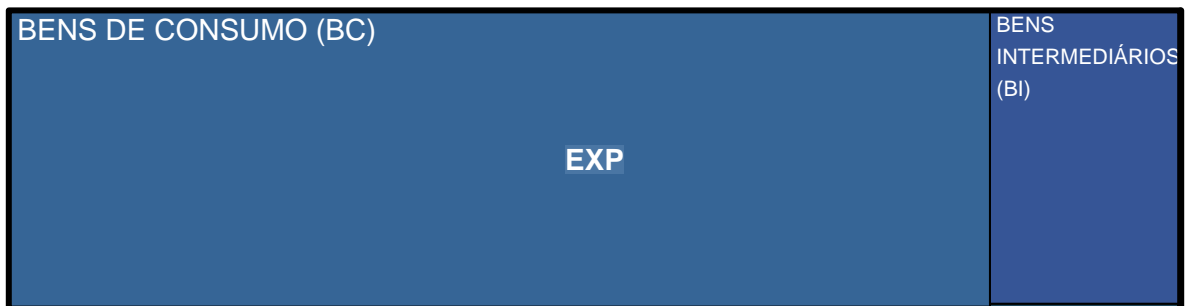 BENS DE CONSUMO (BC)
BENS
INTERMEDIÁRIOS
(BI)
EXP